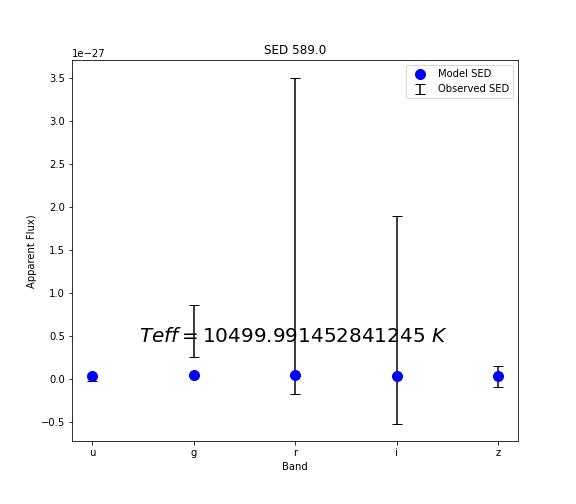 SED 589.0
1e−27
Model SED
Observed SED
3.5
3.0
2.5
2.0
1.5
1.0
0.5
0.0
−0.5
Apparent Flux)
Teff = 10499.991452841245 K
u g r i z
Band